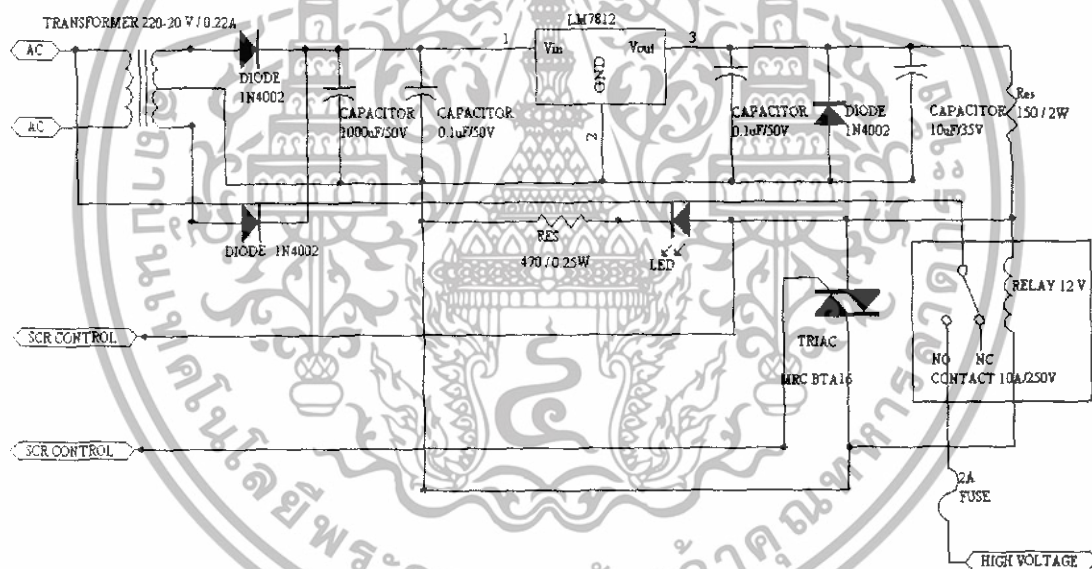 TRANSFORMER 220-20 V / 0.22A
LM7812
AC
1
Vin
Vout
3
GND
DIODE
1N4002
CAPACITOR
1000uF/50V
CAPACITOR
0.1uF/50V
CAPACITOR
0.1uF/50V
DIODE
1N4002
CAPACITOR
10uF/35V
Res
150 / 2W
AC
2
DIODE 1N4002
RES
470 / 0.25W
LED
RELAY 12 V
SCR CONTROL
TRIAC
MRC BTA16
NO
NC
CONTACT 10A/250V
SCR CONTROL
2A
FUSE
HIGH VOLTAGE